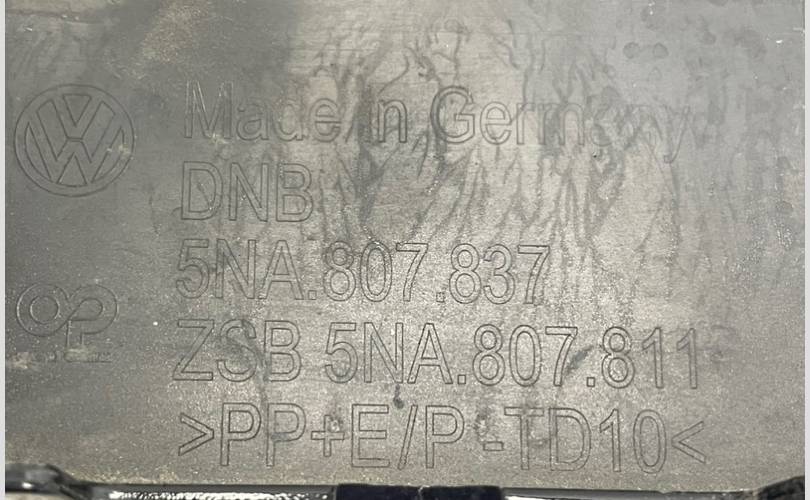 Made in Germany
DNB
5NA.807.837
ZSB 5NA.807.811
>PP+E/P-TD10<